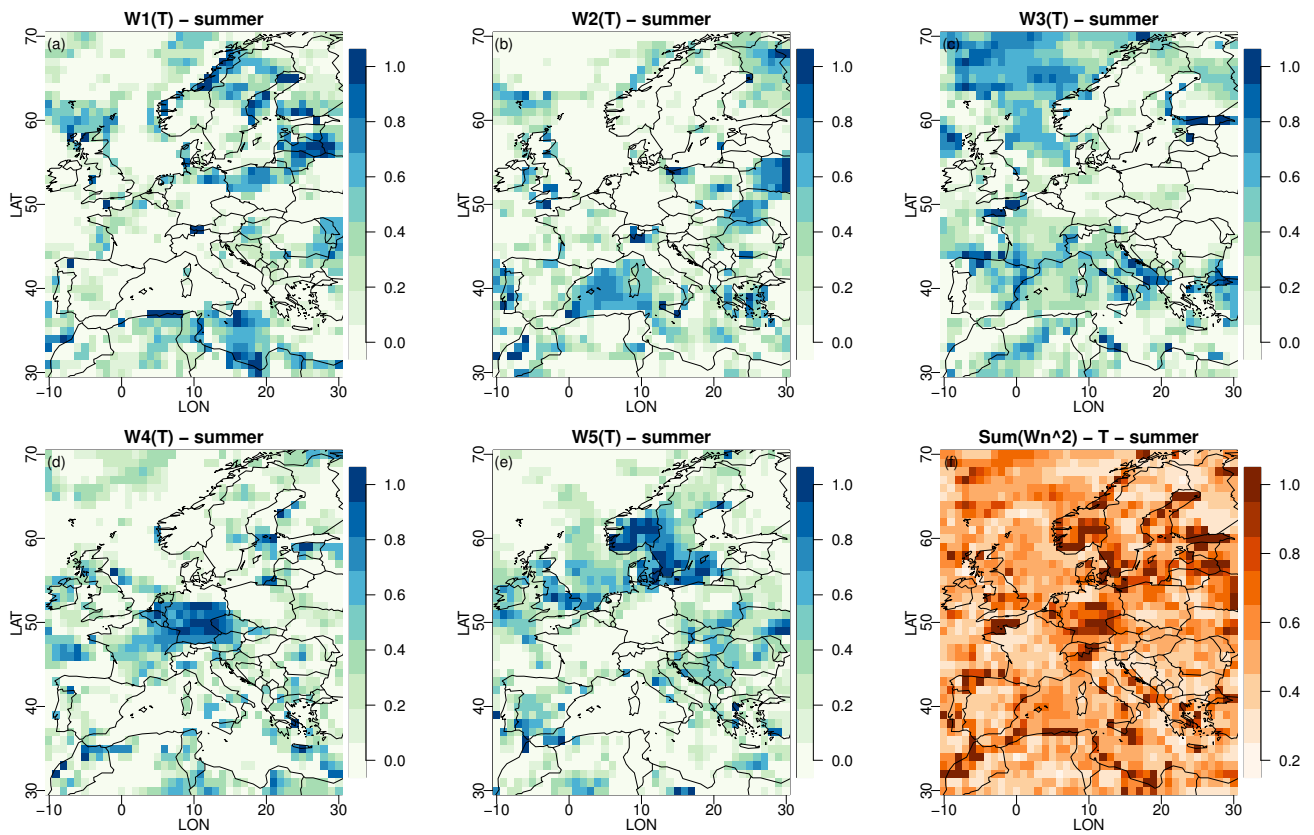 W1(T) − summer
W2(T) − summer
W3(T) − summer
(a)
(b)
(c)
70
60
50
40
30
LAT
−10 0 10 20 30
LON
1.0
0.8
0.6
0.4
0.2
0.0
70
60
50
40
30
LAT
−10 0 10 20 30
LON
1.0
0.8
0.6
0.4
0.2
0.0
70
60
50
40
30
LAT
−10 0 10 20 30
LON
1.0
0.8
0.6
0.4
0.2
0.0
W4(T) − summer
W5(T) − summer
Sum(Wn^2) − T − summer
(d)
(e)
(f)
70
60
50
40
30
LAT
−10 0 10 20 30
LON
1.0
0.8
0.6
0.4
0.2
0.0
70
60
50
40
30
LAT
−10 0 10 20 30
LON
1.0
0.8
0.6
0.4
0.2
0.0
70
60
50
40
30
LAT
−10 0 10 20 30
LON
1.0
0.8
0.6
0.4
0.2